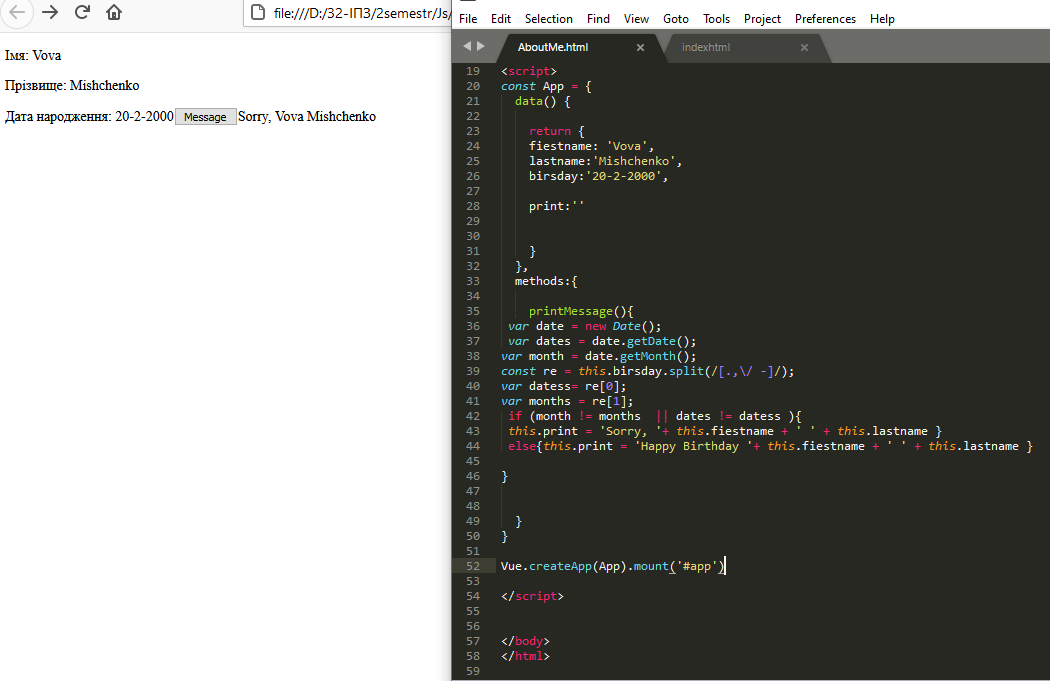 file:///D:/32-ІПЗ/2semestr/Js/
Імя: Vova
Прізвище: Mishchenko
Дата народження: 20-2-2000 Message Sorry, Vova Mishchenko
File Edit Selection Find View Goto Tools Project Preferences Help
AboutMe.html × indexhtml ×
19 <script>
20 const App = {
21 data() {
22
23 return {
24 fiestname: 'Vova',
25 lastname:'Mishchenko',
26 birsday:'20-2-2000',
27
28 print:''
29
30
31 }
32 },
33 methods:{
34
35 printMessage(){
36 var date = new Date();
37 var dates = date.getDate();
38 var month = date.getMonth();
39 const re = this.birsday.split(/[.,\/ -]/);
40 var datess= re[0];
41 var months = re[1];
42 if (month != months || dates != datess ){
43 this.print = 'Sorry, '+ this.fiestname + ' ' + this.lastname }
44 else{this.print = 'Happy Birthday '+ this.fiestname + ' ' + this.lastname }
45
46 }
47
48
49 }
50 }
51
52 Vue.createApp(App).mount('#app')
53
54 </script>
55
56
57 </body>
58 </html>
59